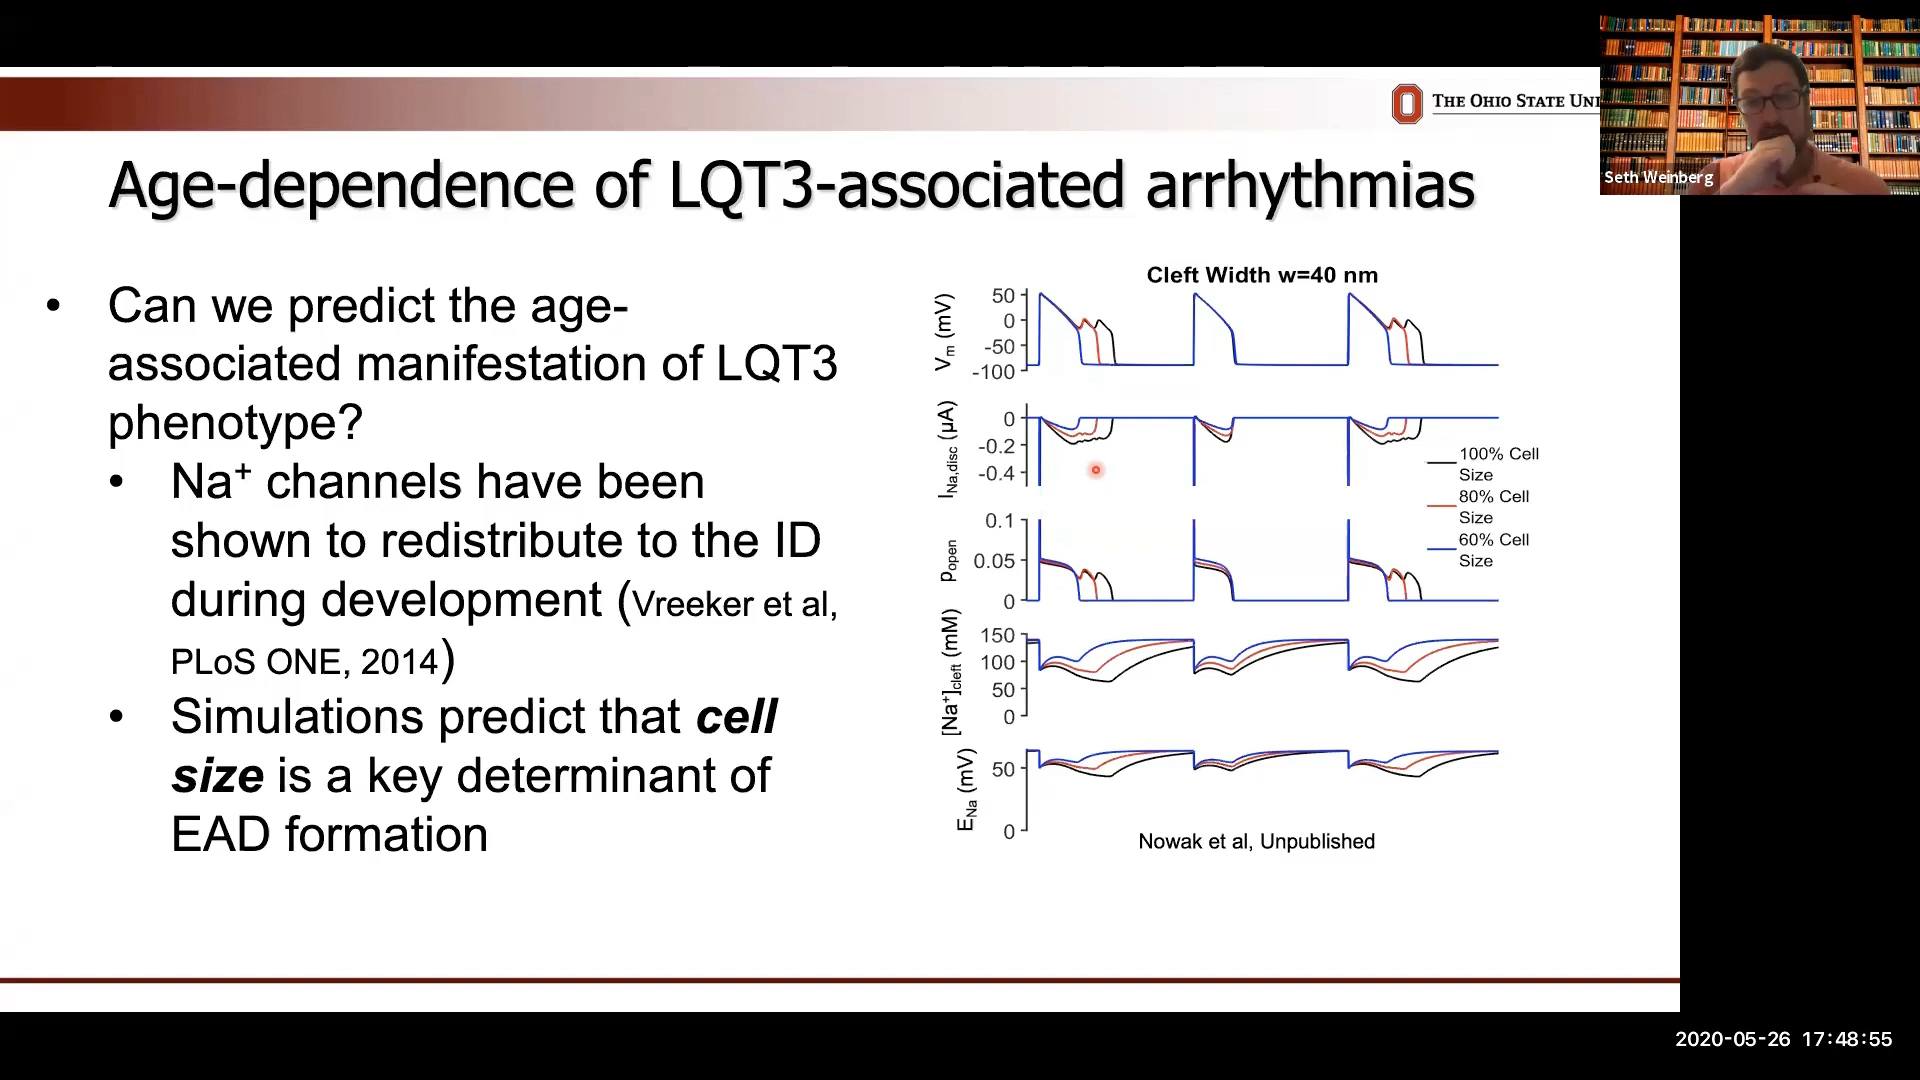 THE OHIO STATE UNI
Seth Weinberg
Age-dependence of LQT3-associated arrhythmias
• Can we predict the age-
associated manifestation of LQT3
phenotype?
• Na⁺ channels have been
shown to redistribute to the ID
during development (Vreeker et al,
PLoS ONE, 2014)
• Simulations predict that cell
size is a key determinant of
EAD formation
Cleft Width w=40 nm
Vm (mV)
50
0
-50
-100
INa,disc (μA)
0
-0.2
-0.4
popen
0.1
0.05
0
[Na⁺]cleft (mM)
150
100
50
0
ENa (mV)
50
0
100% Cell
Size
80% Cell
Size
60% Cell
Size
Nowak et al, Unpublished
2020-05-26 17:48:55